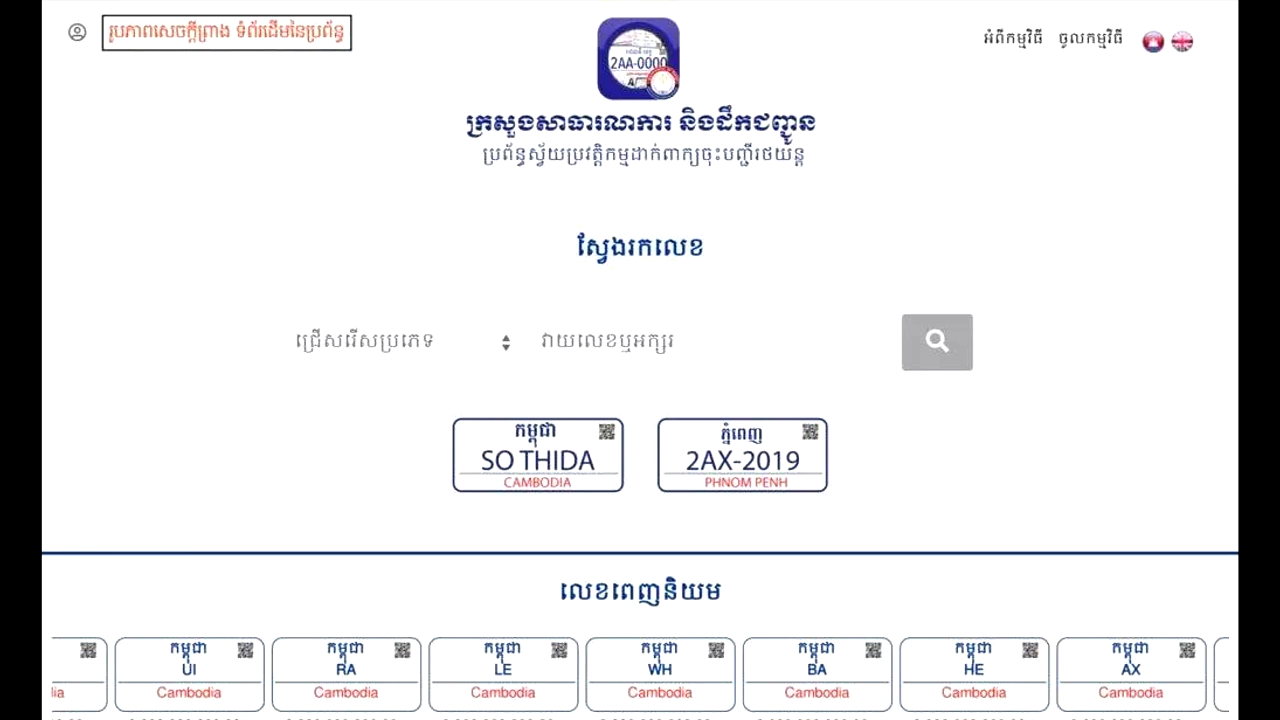 រូបភាពសេចក្តីព្រាង ទំព័រដើមនៃប្រព័ន្ធ
អំពីកម្មវិធី ចូលកម្មវិធី
2AA-0000
ក្រសួងសាធារណការ និងដឹកជញ្ជូន
ប្រព័ន្ធស្វ័យប្រវត្តិកម្មដាក់ពាក្យចុះបញ្ជីរថយន្ត
ស្វែងរកលេខ
ជ្រើសរើសប្រភេទ វាយលេខឬអក្សរ
កម្ពុជា
SO THIDA
CAMBODIA
ភ្នំពេញ
2AX-2019
PHNOM PENH
លេខពេញនិយម
កម្ពុជា កម្ពុជា កម្ពុជា កម្ពុជា កម្ពុជា កម្ពុជា កម្ពុជា
UI RA LE WH BA HE AX
Cambodia Cambodia Cambodia Cambodia Cambodia Cambodia Cambodia